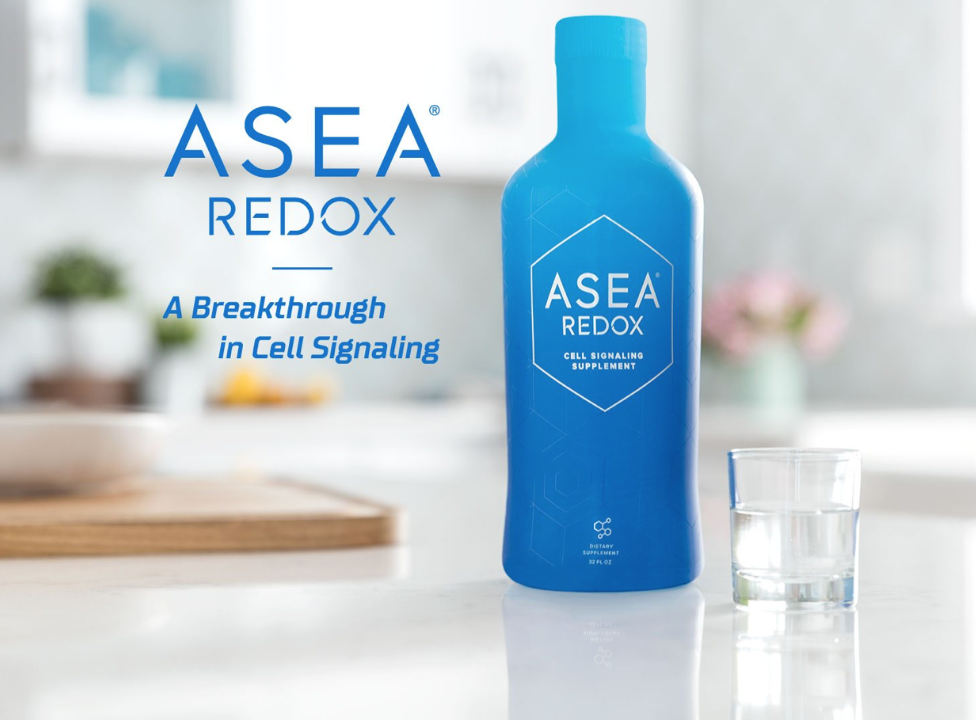 ASEA®
REDOX
A Breakthrough
in Cell Signaling
ASEA®
REDOX
CELL SIGNALING
SUPPLEMENT
DIETARY
SUPPLEMENT
32 FL OZ